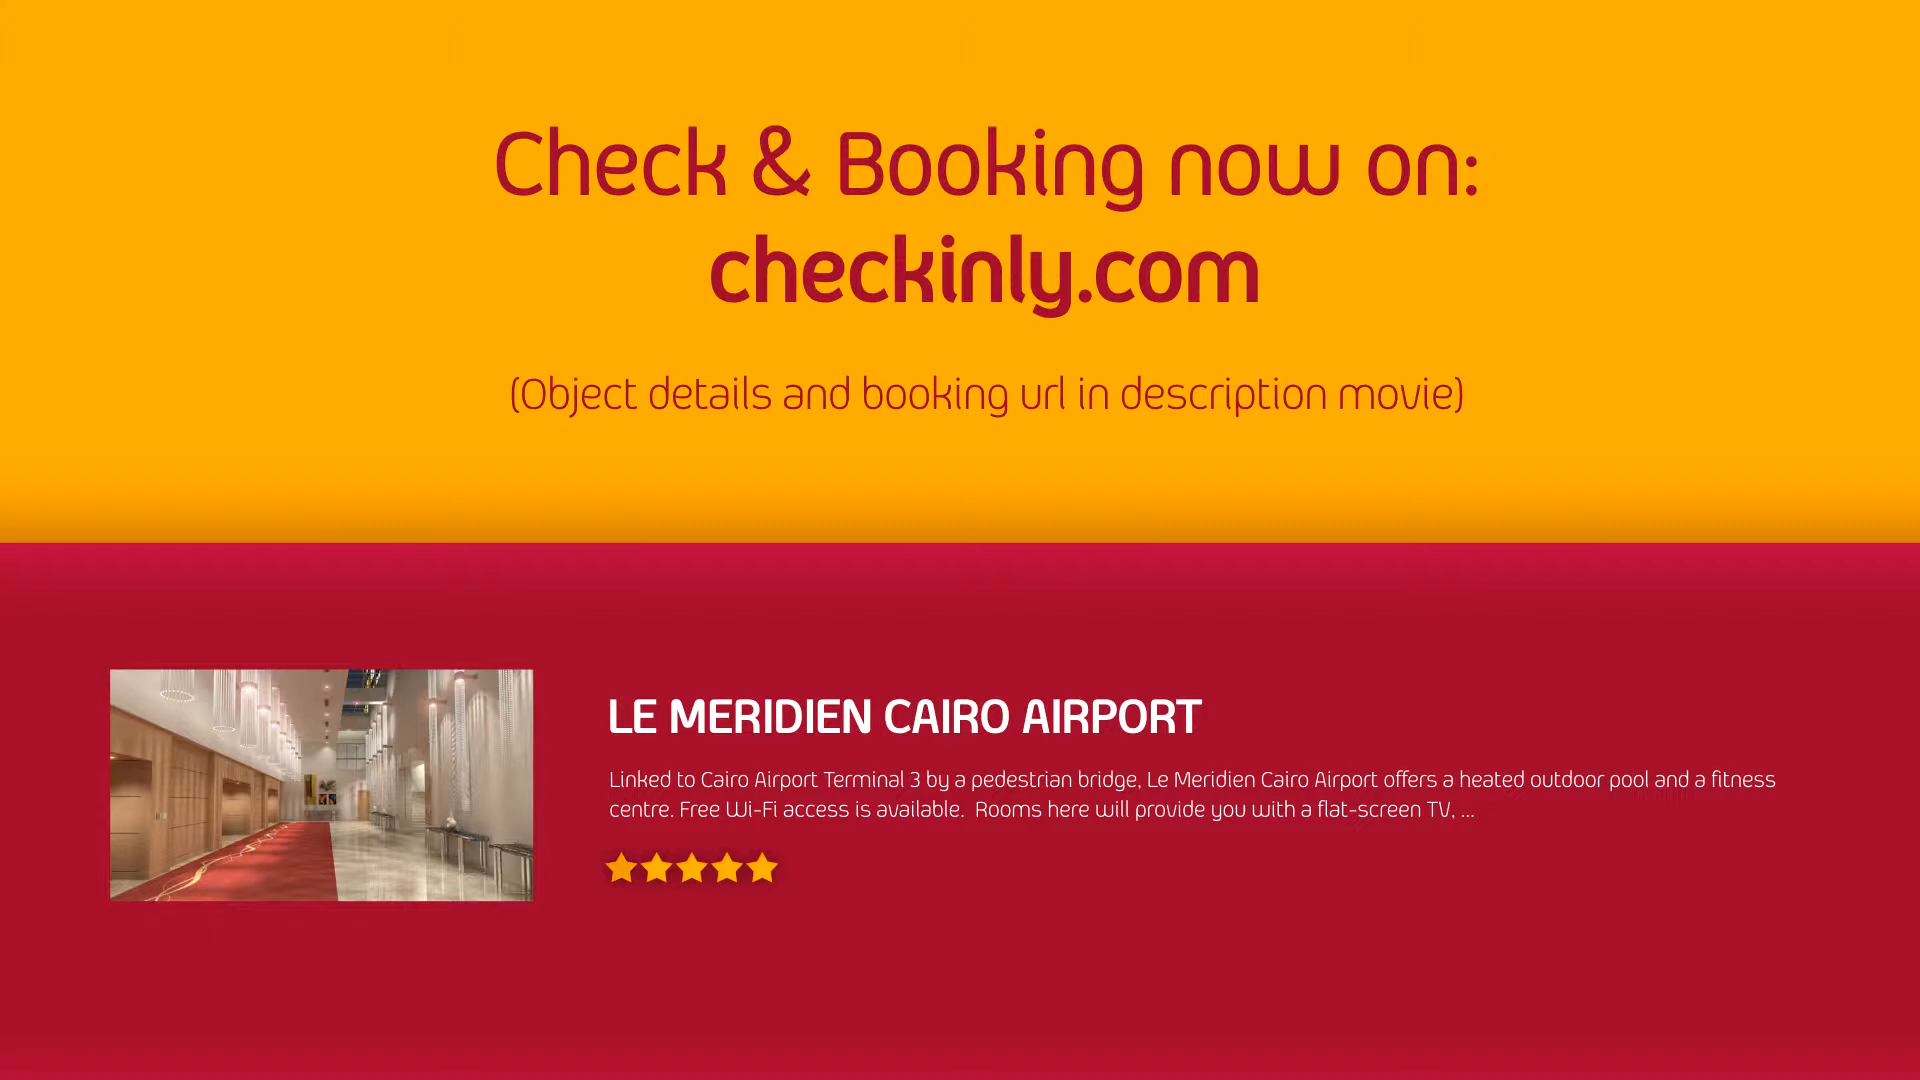 Check & Booking now on:
checkinly.com
(Object details and booking url in description movie)
LE MERIDIEN CAIRO AIRPORT
Linked to Cairo Airport Terminal 3 by a pedestrian bridge, Le Meridien Cairo Airport offers a heated outdoor pool and a fitness
centre. Free Wi-Fi access is available.  Rooms here will provide you with a flat-screen TV, ...